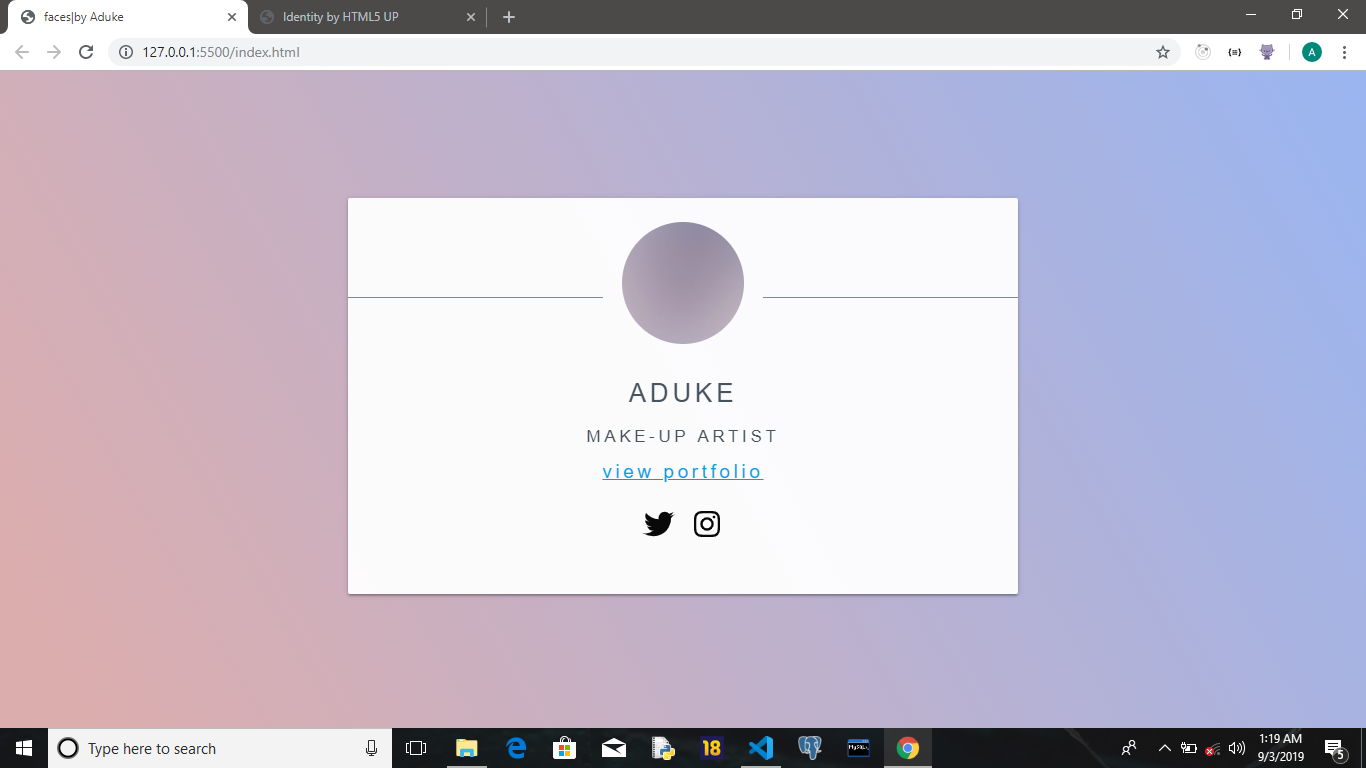 faces|by Aduke
Identity by HTML5 UP
127.0.0.1:5500/index.html
A
ADUKE
MAKE-UP ARTIST
view portfolio
Type here to search
18
MySQL
1:19 AM
9/3/2019
5